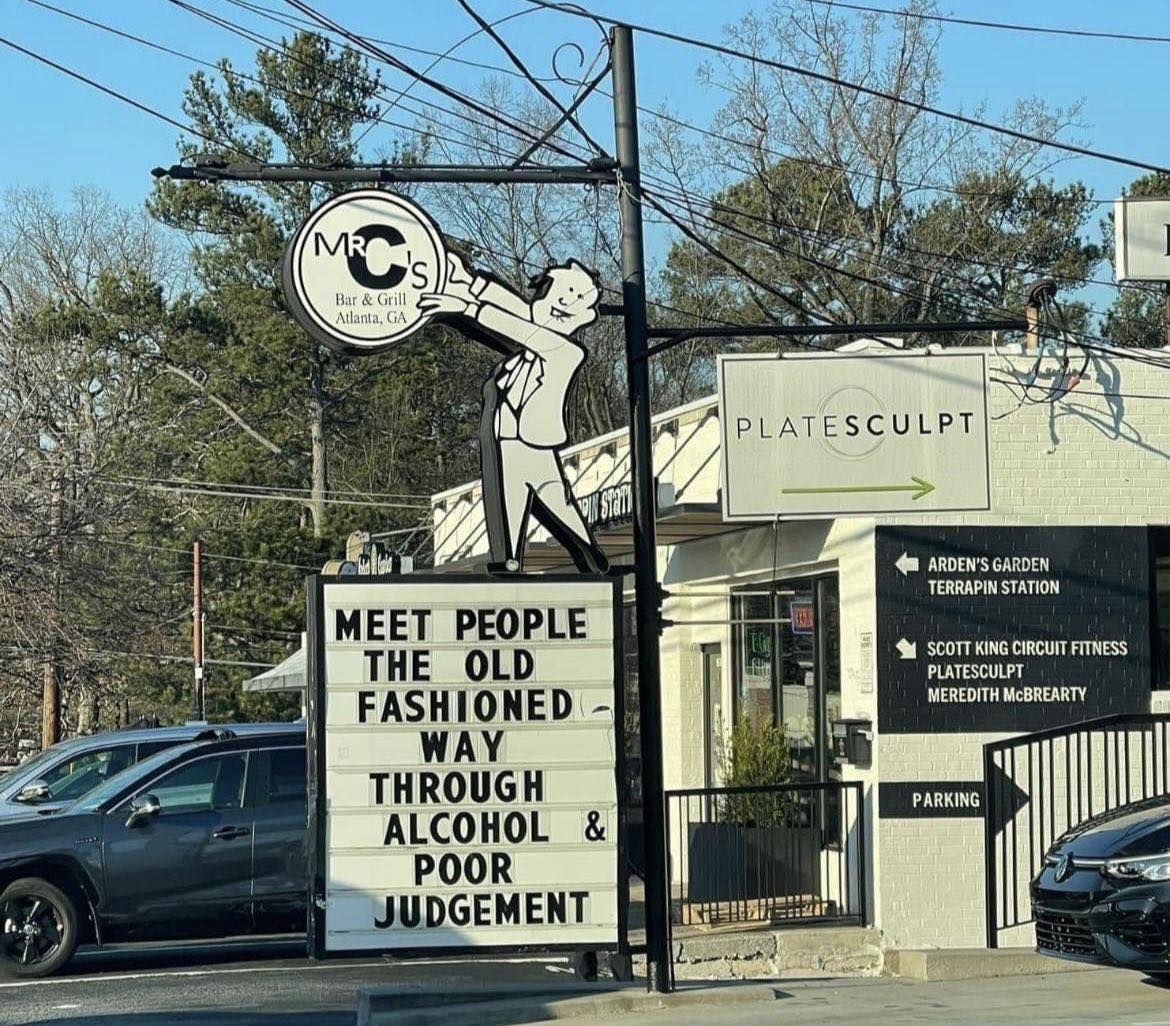 MR C'S
Bar & Grill
Atlanta, GA
MEET PEOPLE
THE OLD
FASHIONED
WAY
THROUGH
ALCOHOL &
POOR
JUDGEMENT
PLATESCULPT
ARDEN'S GARDEN
TERRAPIN STATION
SCOTT KING CIRCUIT FITNESS
PLATESCULPT
MEREDITH McBREARTY
PARKING